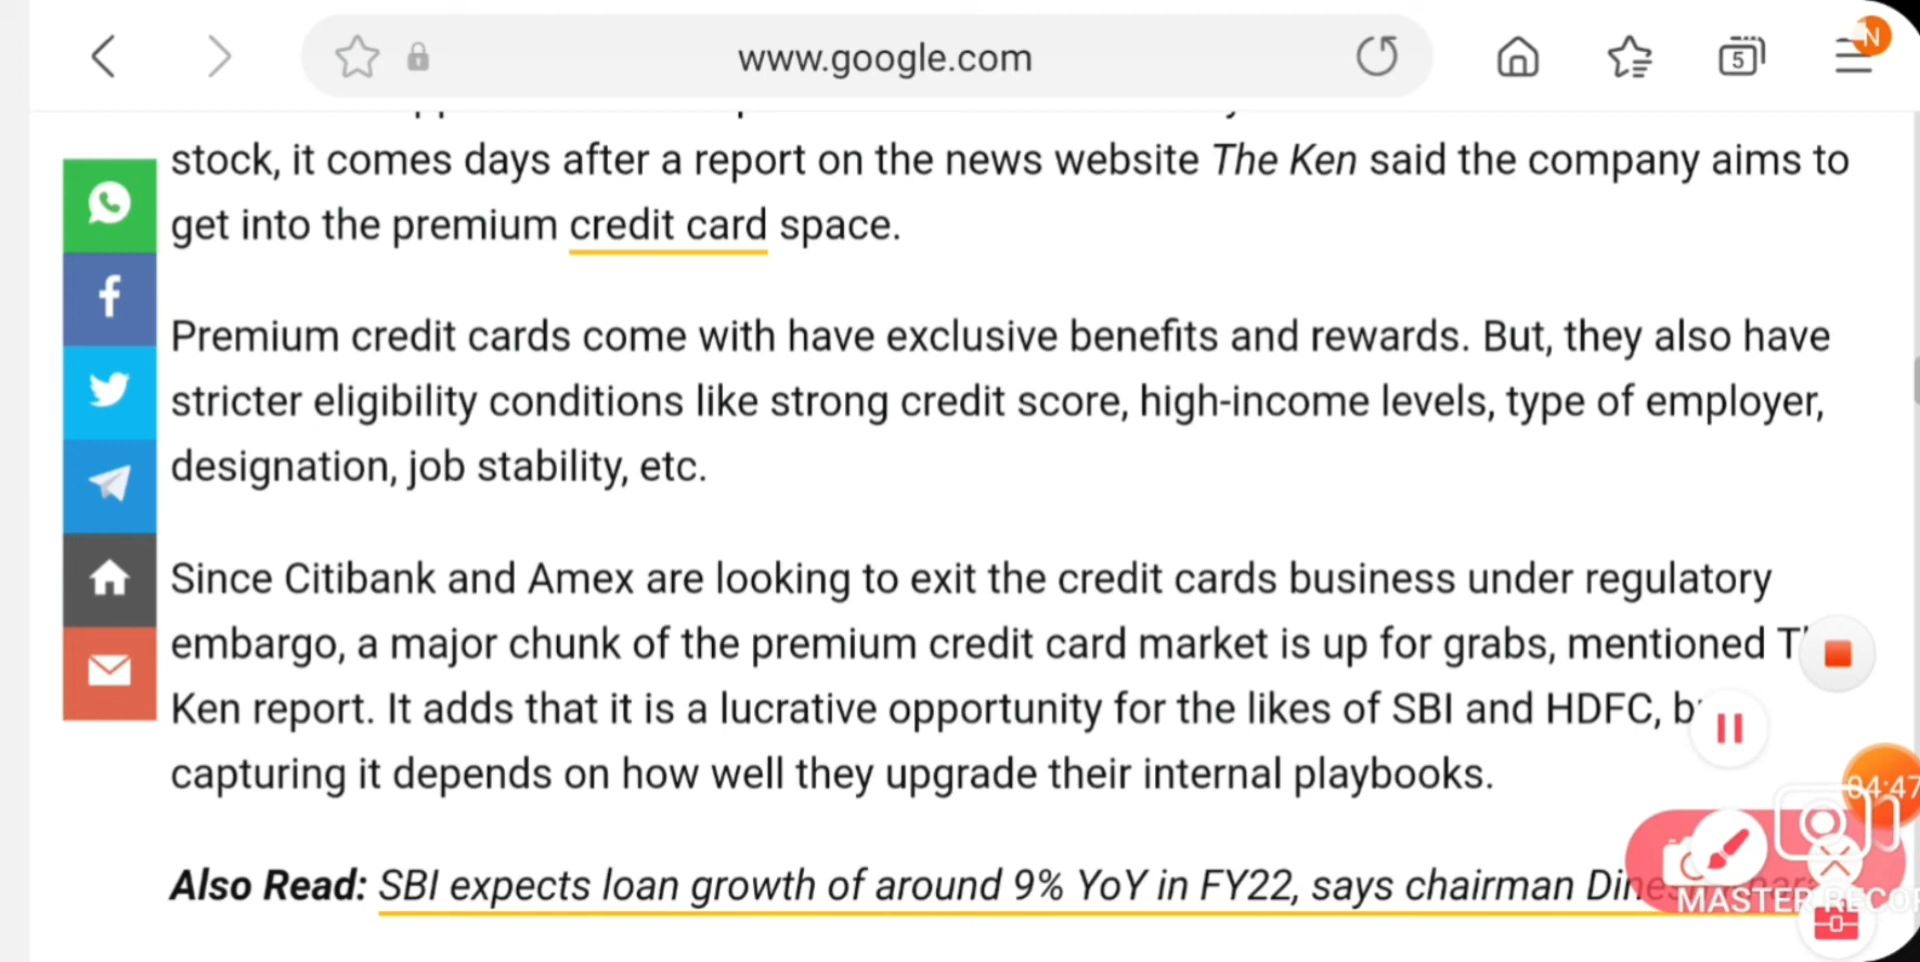 www.google.com
5
N
stock, it comes days after a report on the news website The Ken said the company aims to
get into the premium credit card space.
Premium credit cards come with have exclusive benefits and rewards. But, they also have
stricter eligibility conditions like strong credit score, high-income levels, type of employer,
designation, job stability, etc.
Since Citibank and Amex are looking to exit the credit cards business under regulatory
embargo, a major chunk of the premium credit card market is up for grabs, mentioned
Ken report. It adds that it is a lucrative opportunity for the likes of SBI and HDFC,
capturing it depends on how well they upgrade their internal playbooks.
04:47
Also Read: SBI expects loan growth of around 9% YoY in FY22, says chairman
MASTER